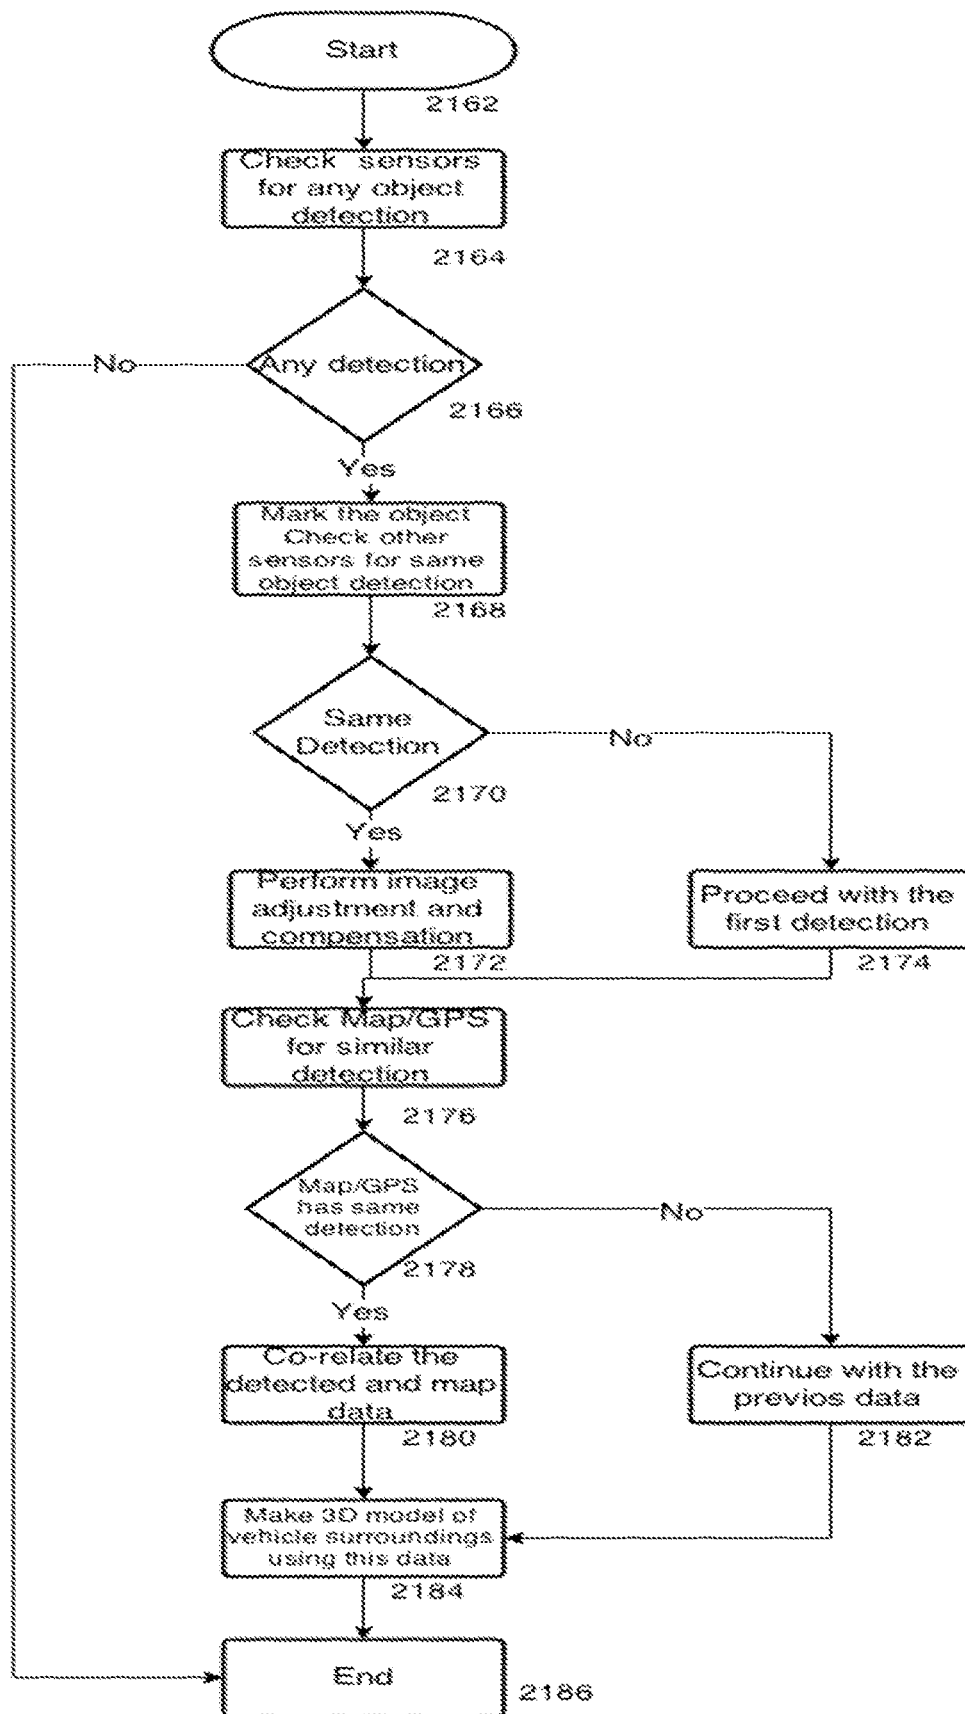 Start
2162
Check sensors
for any object
detection
2164
No
Any detection
2166
Yes
Mark the object
Check other
sensors for same
object detection
2168
Same
Detection
No
2170
Yes
Perform image
adjustment and
compensation
2172
Proceed with the
first detection
2174
Check Map/GPS
for similar
detection
2176
Map/GPS
has same
detection
No
2178
Yes
Co-relate the
detected and map
data
2180
Continue with the
previos data
2182
Make 3D model of
vehicle surroundings
using this data
2184
End
2186